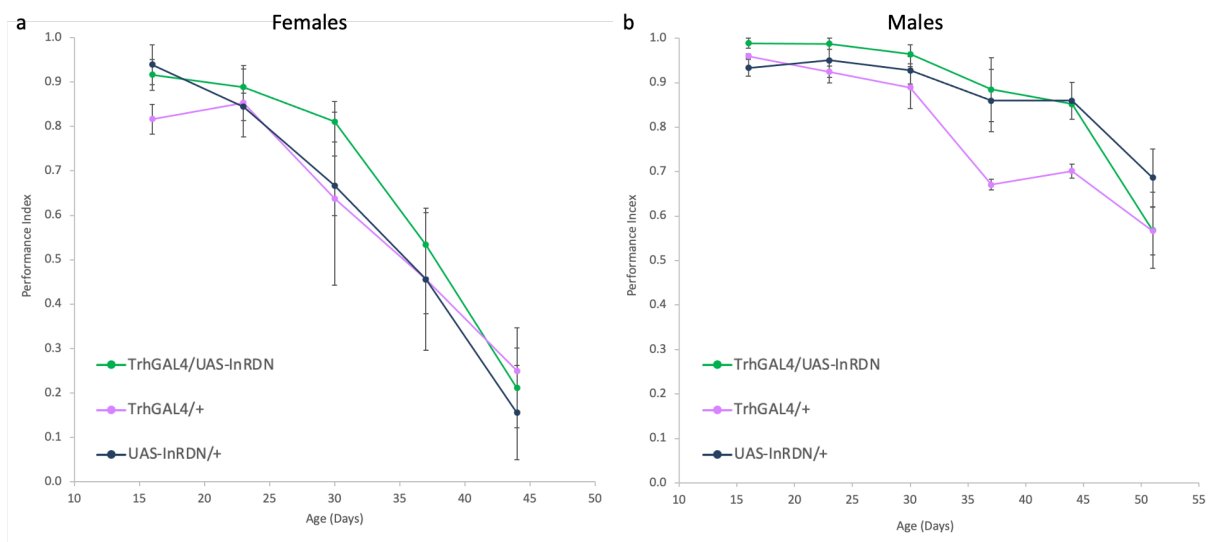 a
Females
1.0
0.9
0.8
0.7
0.6
0.5
0.4
0.3
0.2
0.1
0.0
Performance Index
TrhGAL4/UAS-InRDN
TrhGAL4/+
UAS-InRDN/+
10 15 20 25 30 35 40 45 50
Age (Days)
b
Males
1.0
0.9
0.8
0.7
0.6
0.5
0.4
0.3
0.2
0.1
0.0
Performance Incex
TrhGAL4/UAS-InRDN
TrhGAL4/+
UAS-InRDN/+
10 15 20 25 30 35 40 45 50 55
Age (Days)